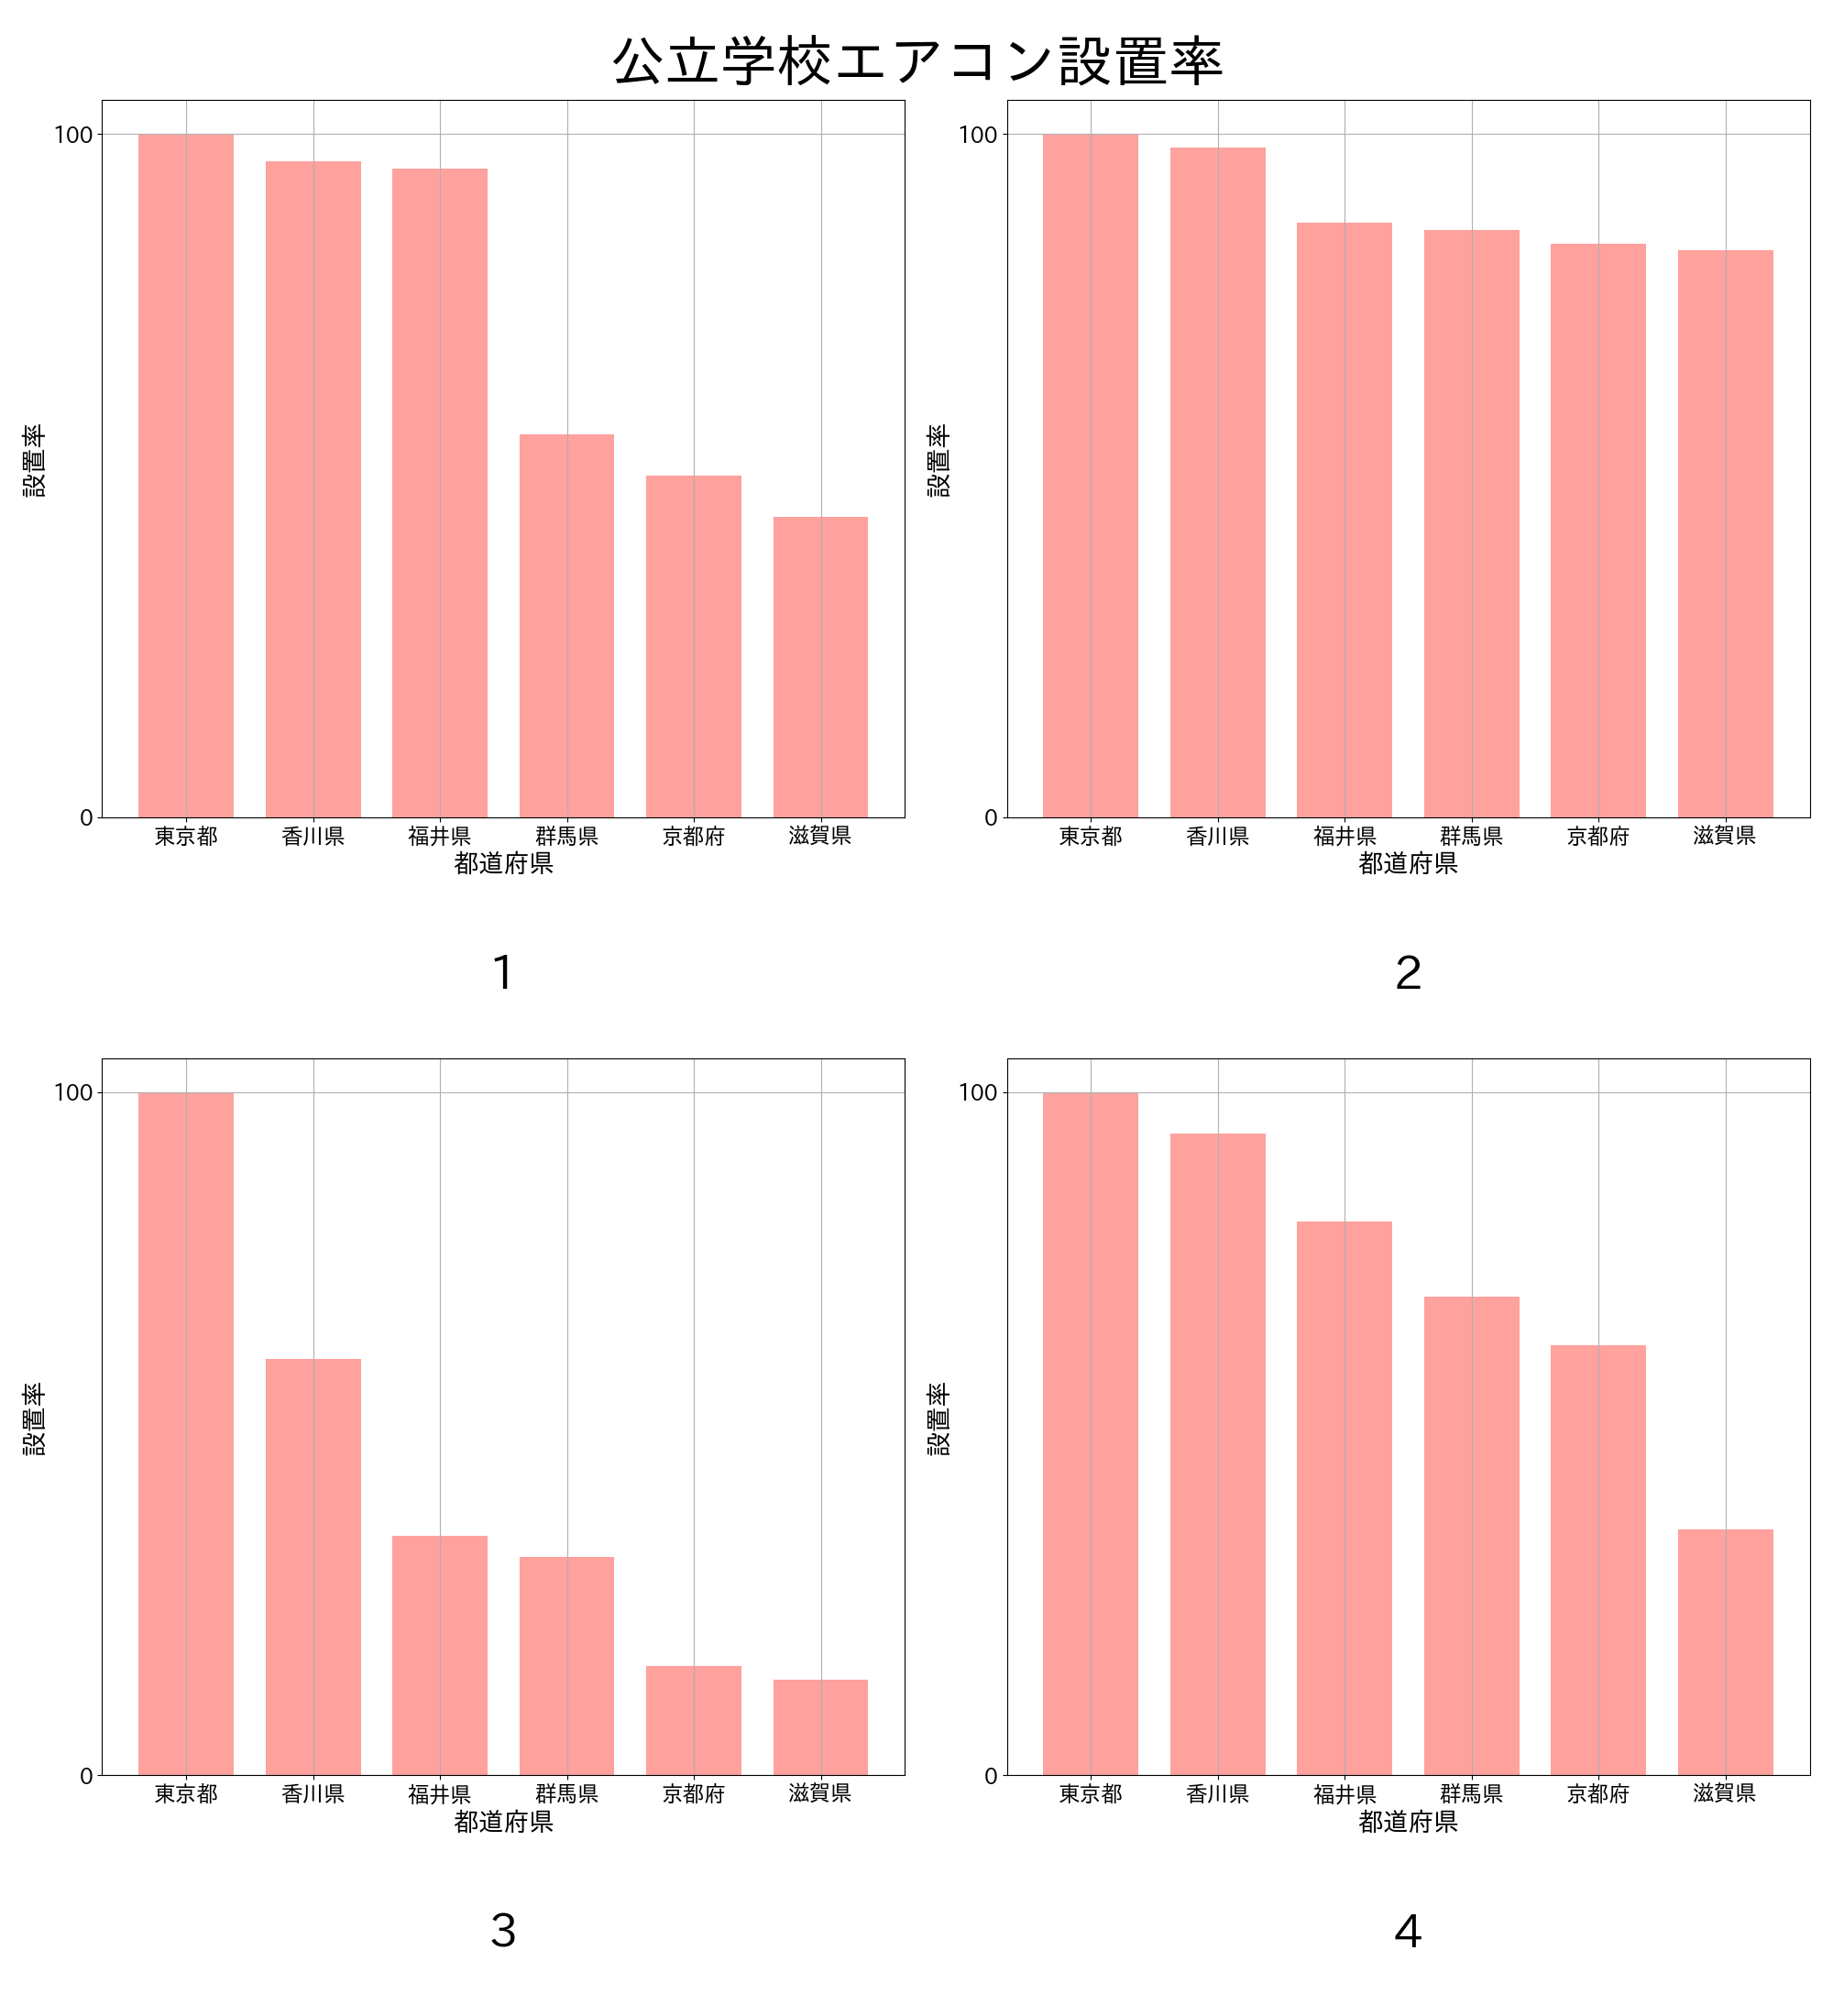 公立学校エアコン設置率
100
0
設置率
東京都 香川県 福井県 群馬県 京都府 滋賀県
都道府県
1
100
0
設置率
東京都 香川県 福井県 群馬県 京都府 滋賀県
都道府県
2
100
0
設置率
東京都 香川県 福井県 群馬県 京都府 滋賀県
都道府県
3
100
0
設置率
東京都 香川県 福井県 群馬県 京都府 滋賀県
都道府県
4